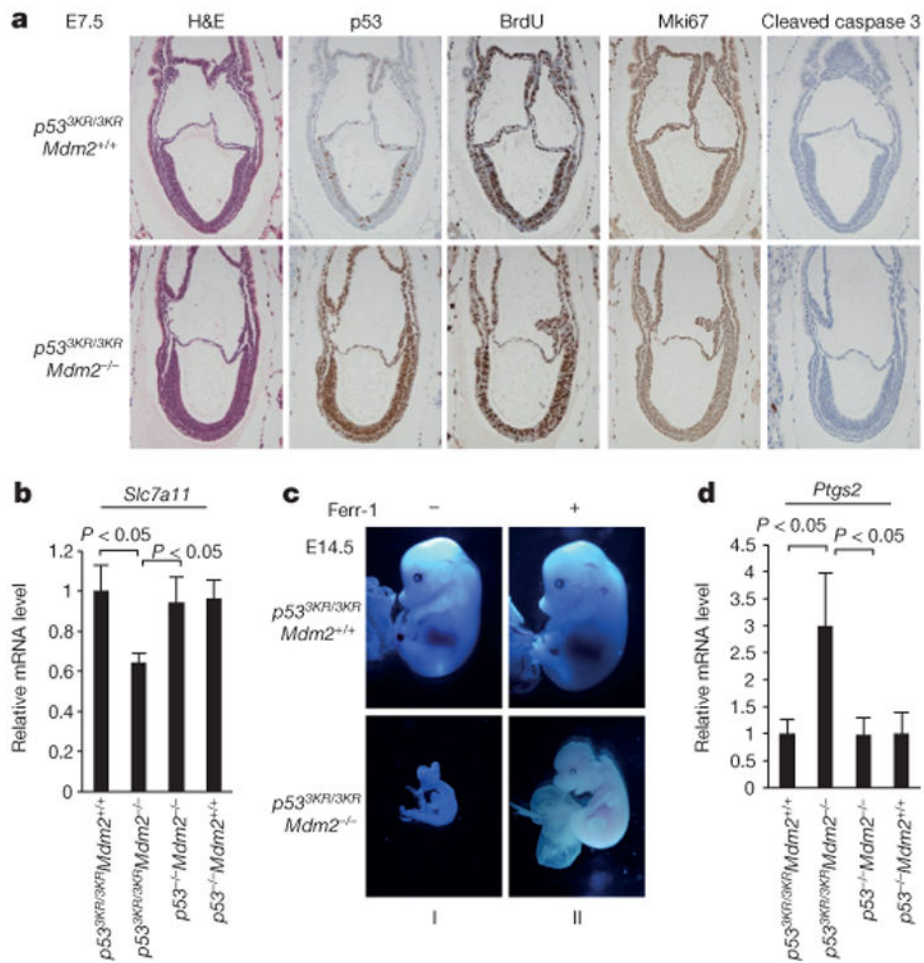 a E7.5 H&E p53 BrdU Mki67 Cleaved caspase 3
p53^3KR/3KR
Mdm2^+/+
p53^3KR/3KR
Mdm2^–/–
b
Slc7a11
P < 0.05
P < 0.05
Relative mRNA level
1.2
1
0.8
0.6
0.4
0.2
0
p53^3KR/3KR Mdm2^+/+
p53^3KR/3KR Mdm2^–/–
p53^–/– Mdm2^–/–
p53^–/– Mdm2^+/+
c
Ferr-1 – +
E14.5
p53^3KR/3KR
Mdm2^+/+
p53^3KR/3KR
Mdm2^–/–
I II
d
Ptgs2
P < 0.05
P < 0.05
Relative mRNA level
4.5
4
3.5
3
2.5
2
1.5
1
0.5
0
p53^3KR/3KR Mdm2^+/+
p53^3KR/3KR Mdm2^–/–
p53^–/– Mdm2^–/–
p53^–/– Mdm2^+/+